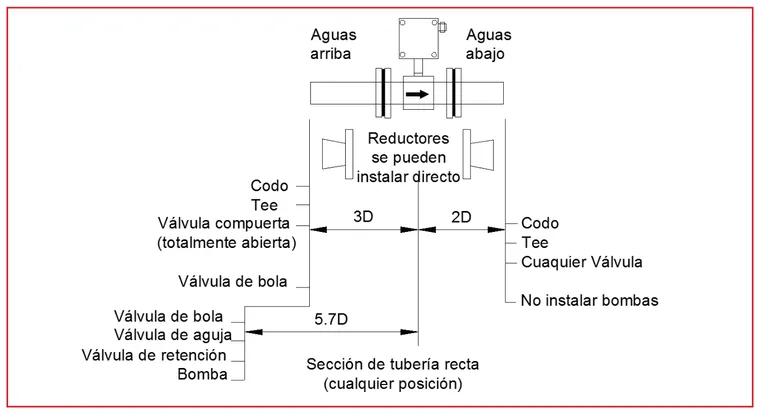 Aguas
arriba
Aguas
abajo
Reductores
se pueden
instalar directo
Codo
Tee
Válvula compuerta
(totalmente abierta)
3D
2D
Codo
Tee
Cuaquier Válvula
Válvula de bola
No instalar bombas
Válvula de bola
Válvula de aguja
Válvula de retención
Bomba
5.7D
Sección de tubería recta
(cualquier posición)